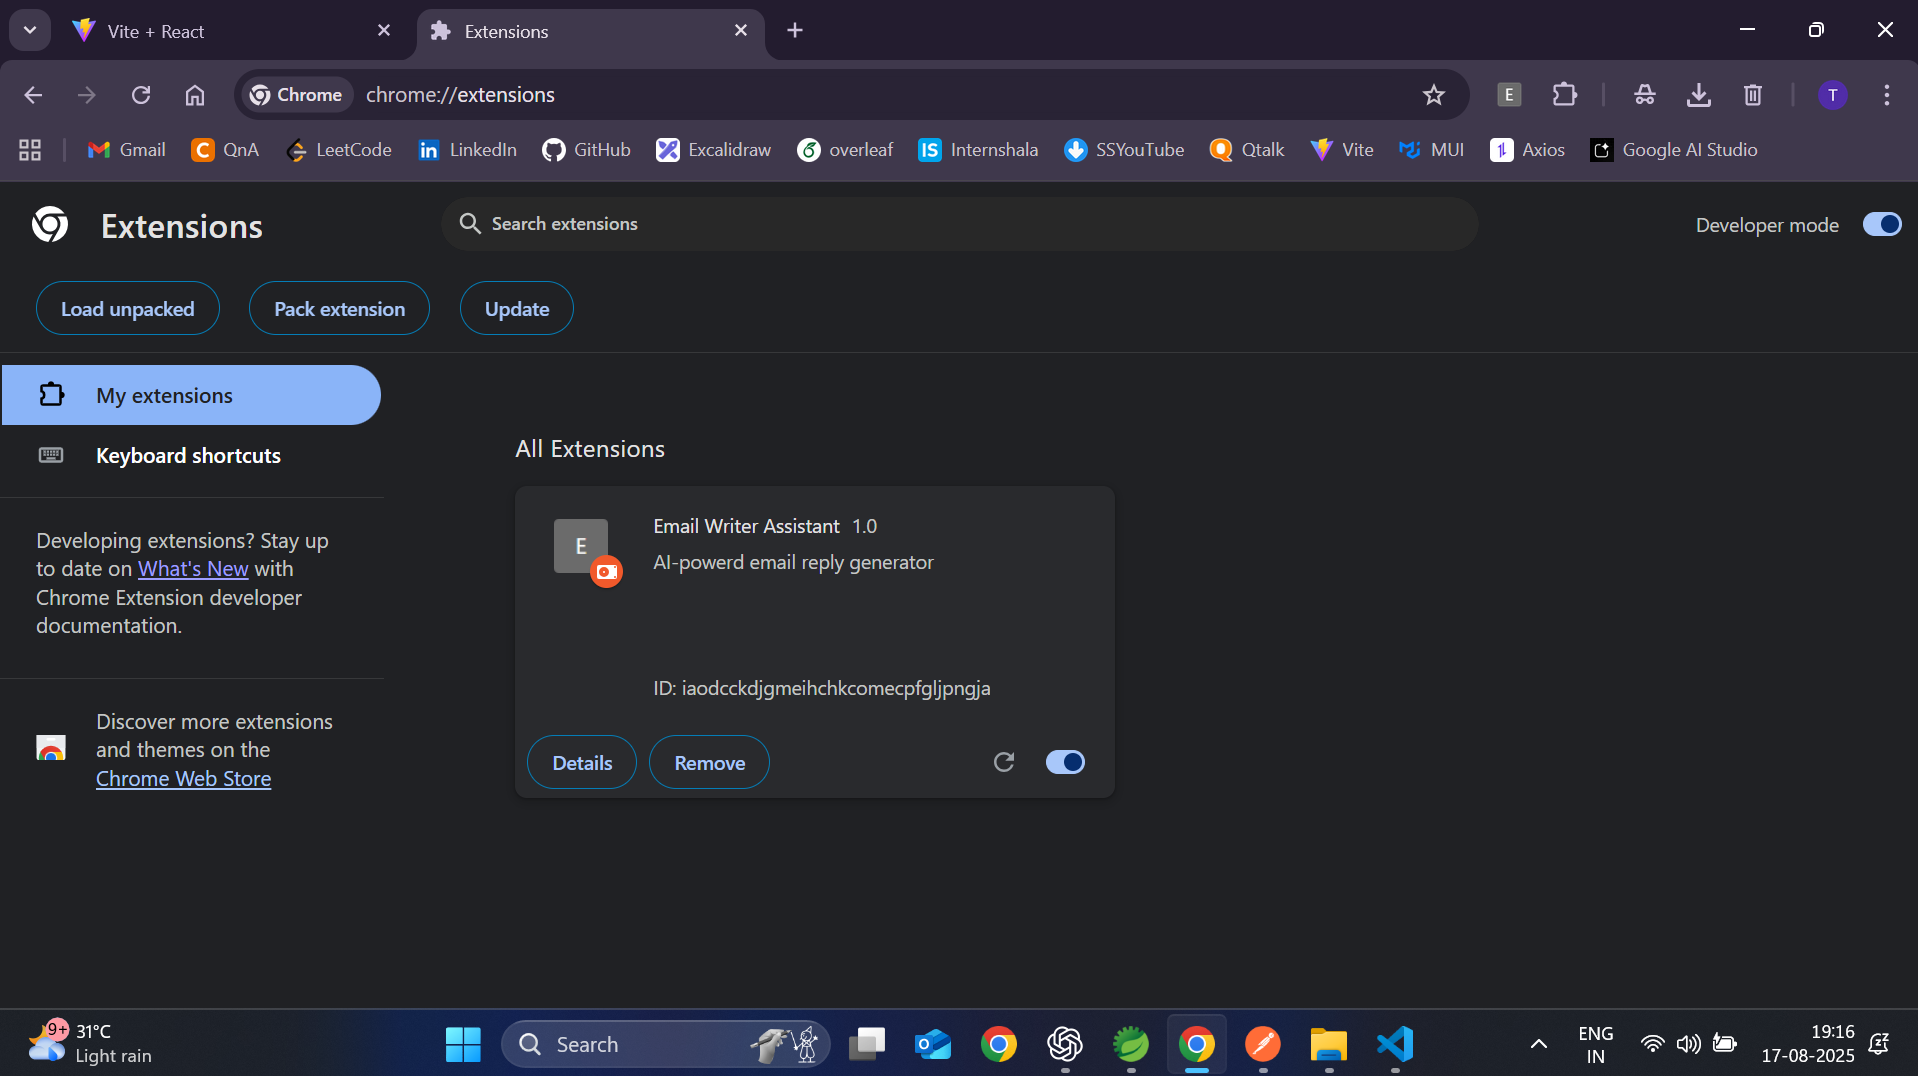 Vite + React
Extensions
Chrome chrome://extensions
E
T
Gmail QnA LeetCode LinkedIn GitHub Excalidraw overleaf IS Internshala SSYouTube Qtalk Vite MUI Axios Google AI Studio
Extensions
Search extensions
Developer mode
Load unpacked
Pack extension
Update
My extensions
Keyboard shortcuts
Developing extensions? Stay up
to date on What's New with
Chrome Extension developer
documentation.
Discover more extensions
and themes on the
Chrome Web Store
All Extensions
E
Email Writer Assistant 1.0
AI-powerd email reply generator
ID: iaodcckdjgmeihchkcomecpfgljpngja
Details
Remove
9+
31°C
Light rain
Search
ENG
IN
19:16
17-08-2025